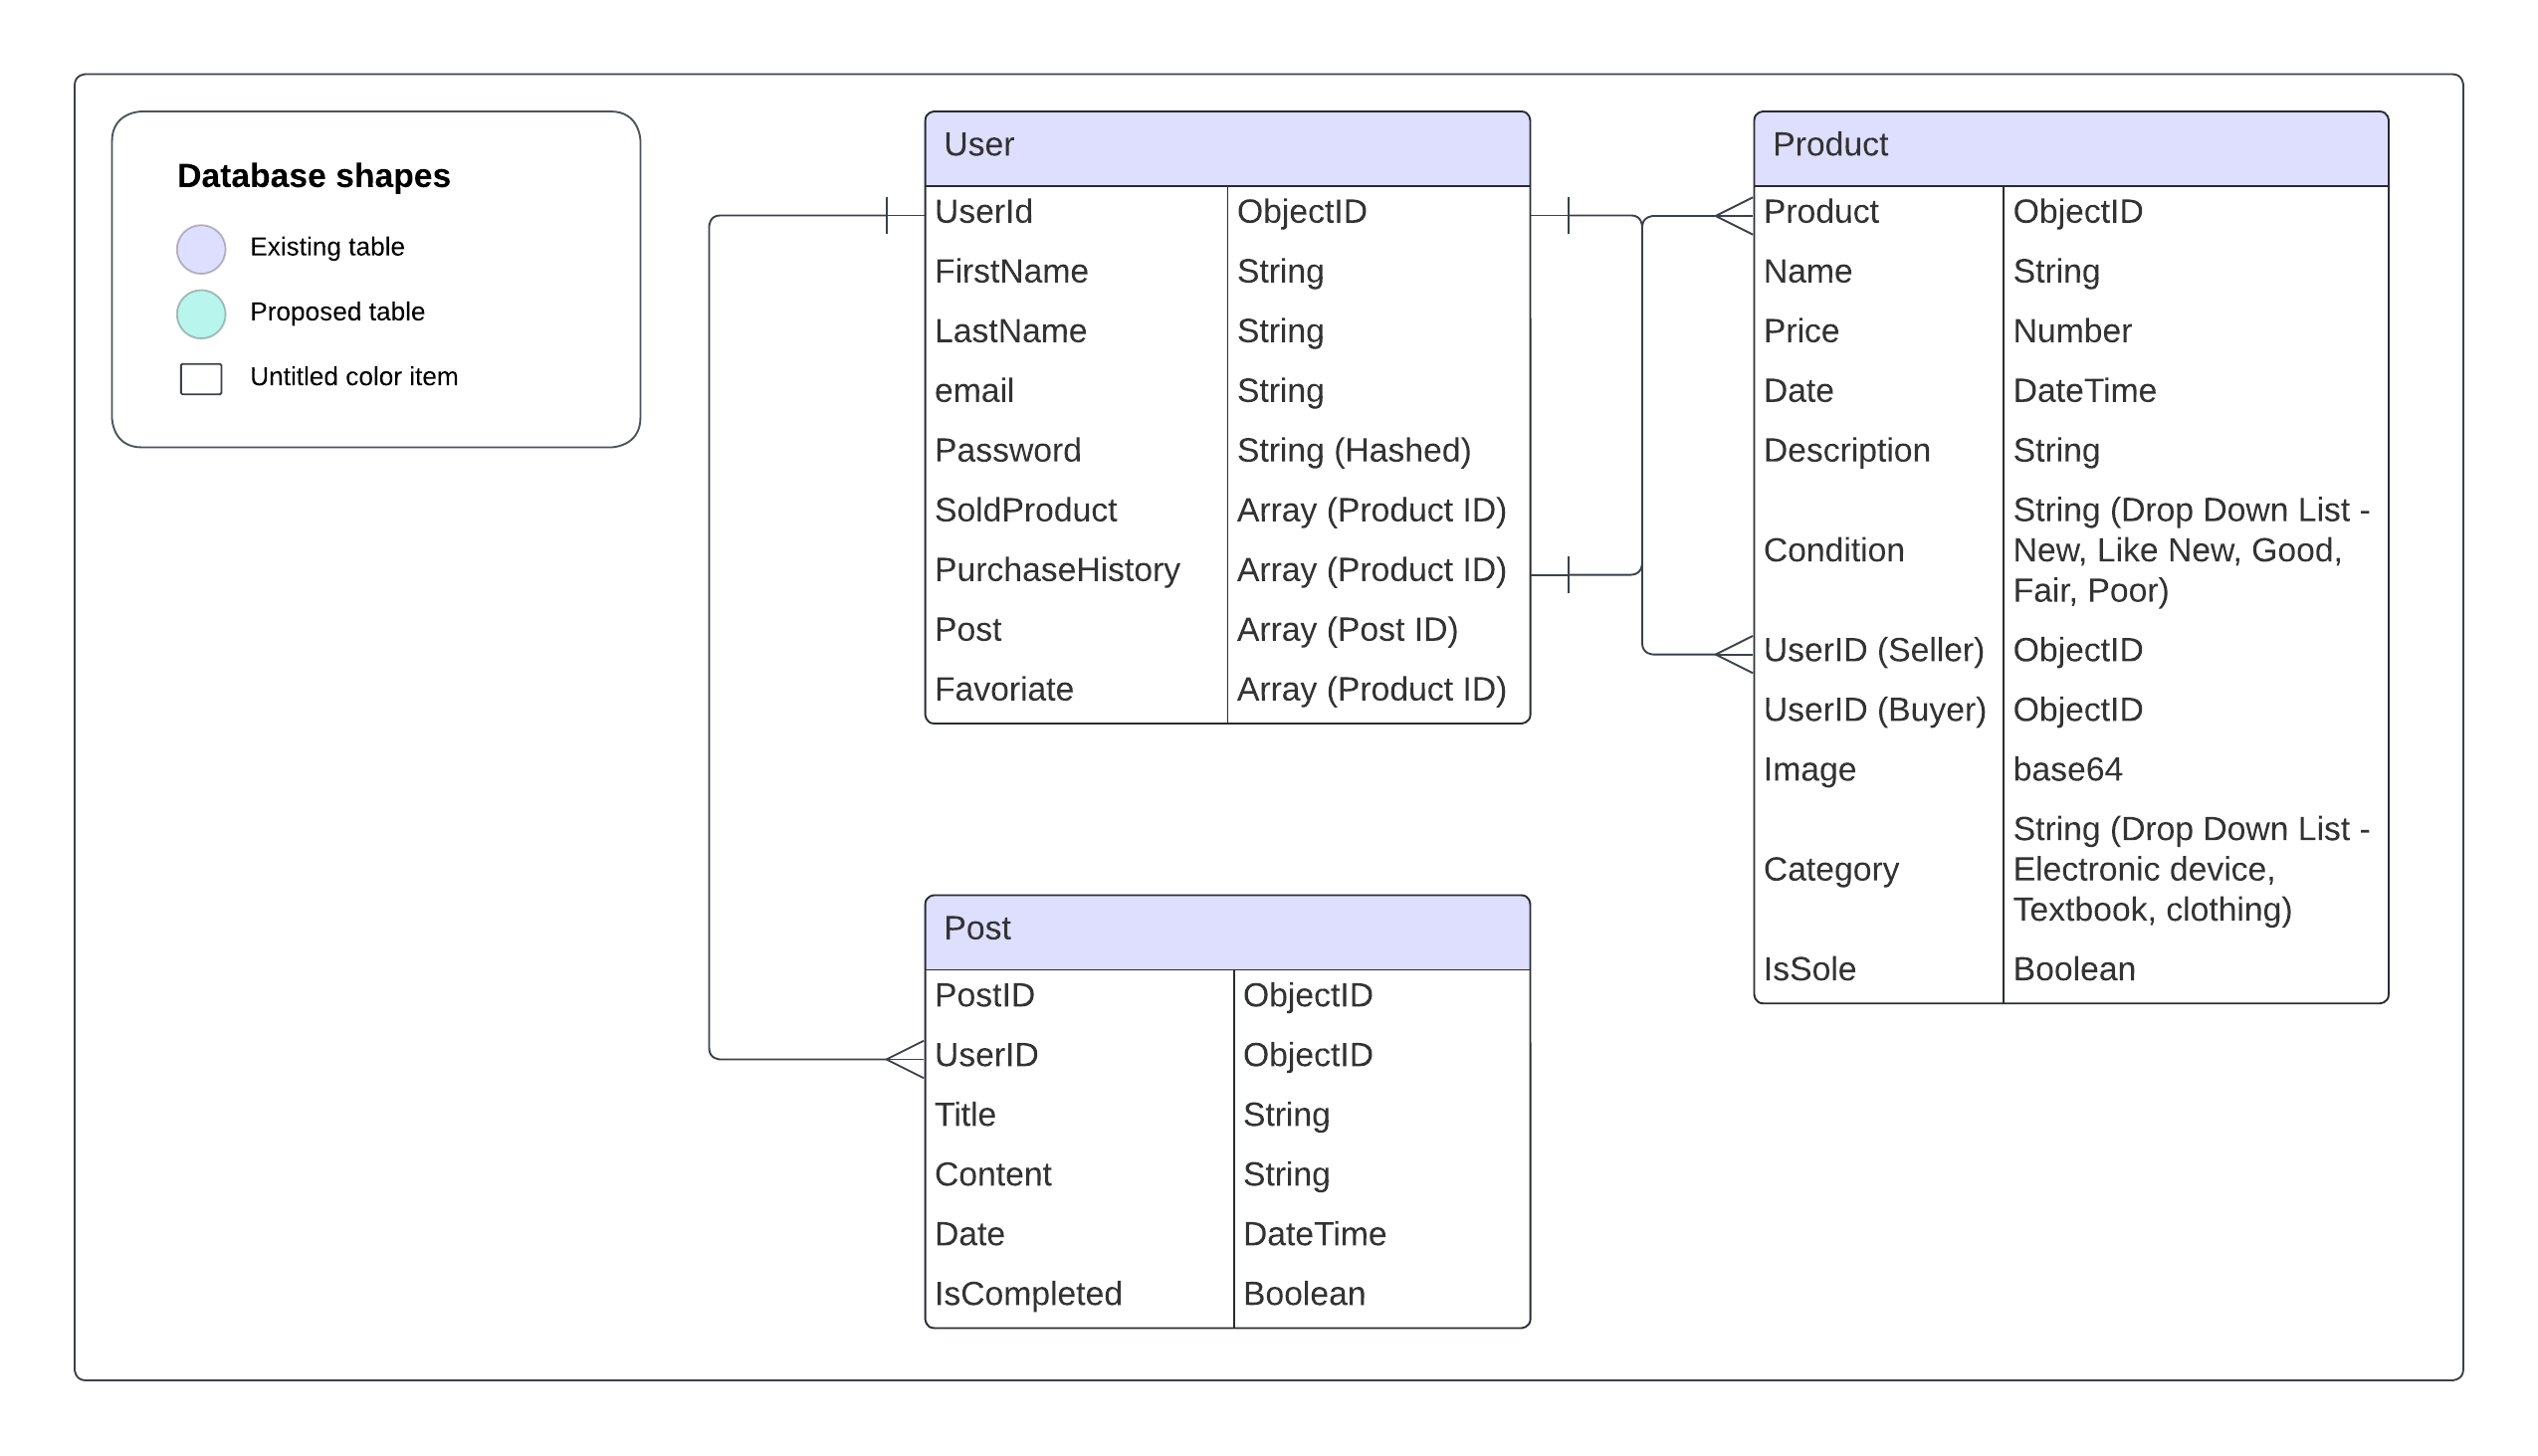 Database shapes
Existing table
Proposed table
Untitled color item
User
UserId ObjectID
FirstName String
LastName String
email String
Password String (Hashed)
SoldProduct Array (Product ID)
PurchaseHistory Array (Product ID)
Post Array (Post ID)
Favoriate Array (Product ID)
Product
Product ObjectID
Name String
Price Number
Date DateTime
Description String
Condition String (Drop Down List -
New, Like New, Good,
Fair, Poor)
UserID (Seller) ObjectID
UserID (Buyer) ObjectID
Image base64
Category String (Drop Down List -
Electronic device,
Textbook, clothing)
IsSole Boolean
Post
PostID ObjectID
UserID ObjectID
Title String
Content String
Date DateTime
IsCompleted Boolean